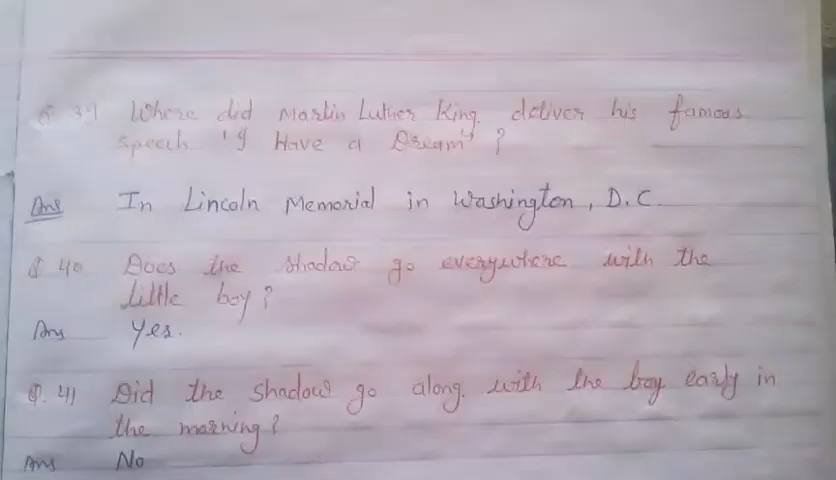 Q 39 Where did Martin Luther King. deliver his famous
speech "I Have a Dream"?
Ans In Lincoln Memorial in Washington, D.C.
Q 40 Does the shadow go everywhere with the
little boy?
Ans Yes.
Q. 41 Did the shadow go along. with the boy early in
the morning?
Ans No